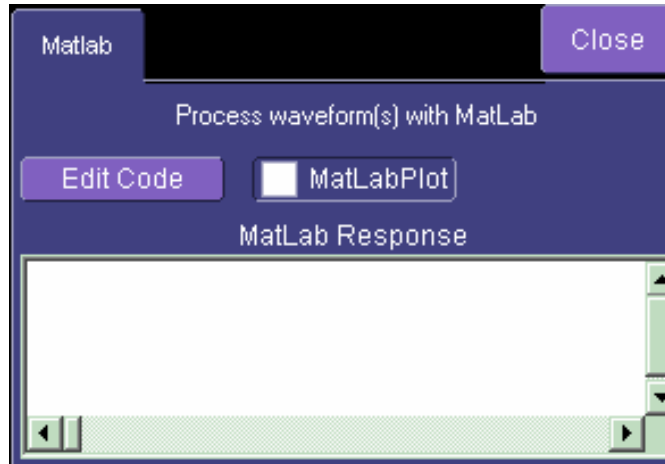 Matlab
Close
Process waveform(s) with MatLab
Edit Code
MatLabPlot
MatLab Response